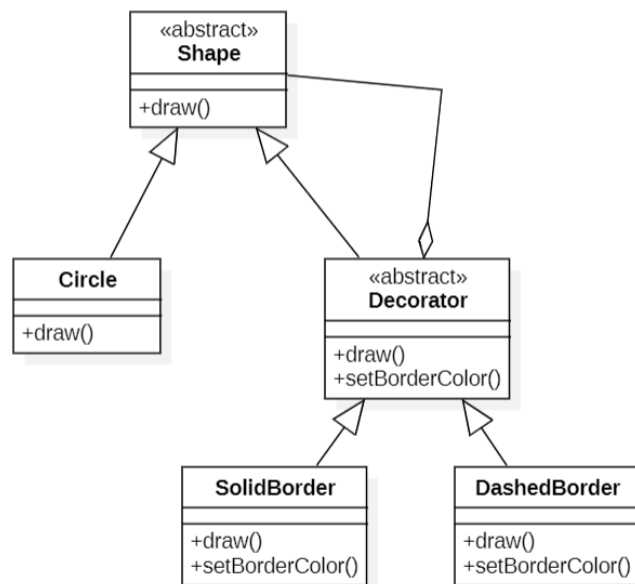 «abstract»
Shape
+draw()
Circle
+draw()
«abstract»
Decorator
+draw()
+setBorderColor()
SolidBorder
+draw()
+setBorderColor()
DashedBorder
+draw()
+setBorderColor()